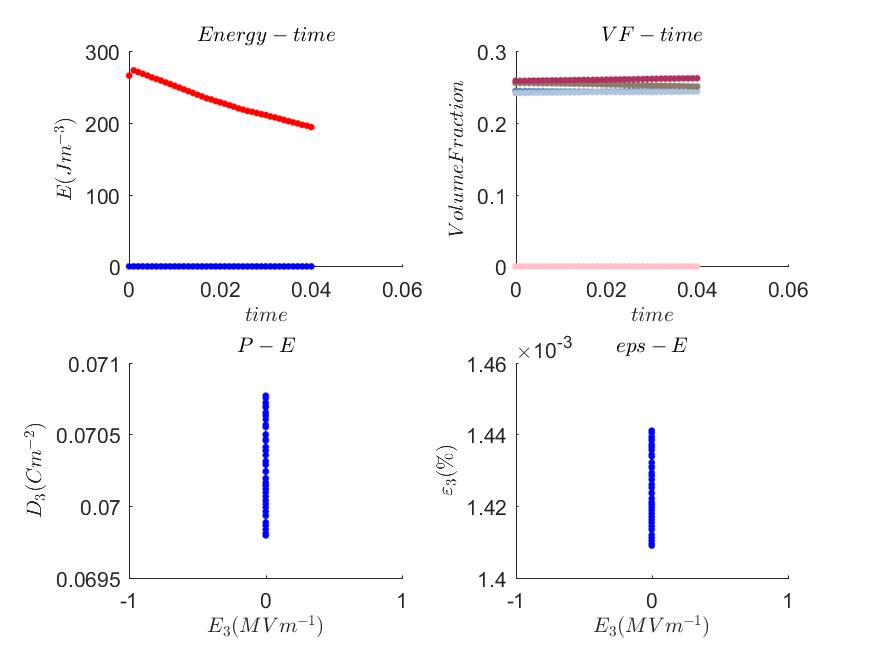 Energy − time
300
200
100
0
0
0.02
0.04
0.06
E(Jm⁻³)
time
VF − time
0.3
0.2
0.1
0
0
0.02
0.04
0.06
VolumeFraction
time
P − E
0.071
0.0705
0.07
0.0695
-1
0
1
D₃(Cm⁻²)
E₃(MVm⁻¹)
eps − E
×10⁻³
1.46
1.44
1.42
1.4
-1
0
1
ε₃(%)
E₃(MVm⁻¹)